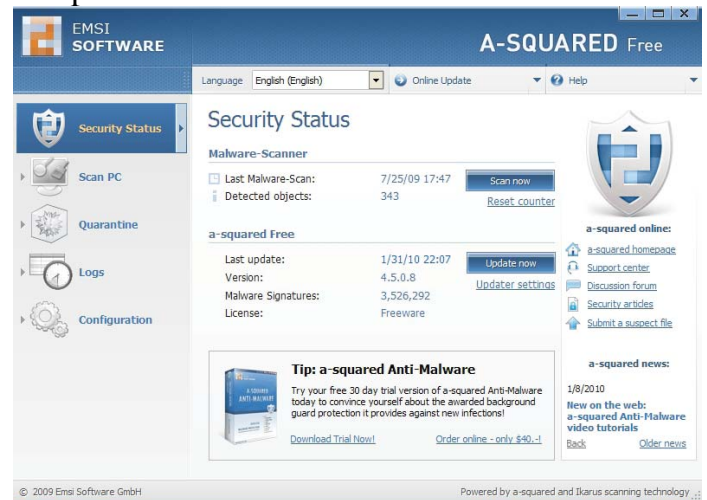 EMSI
SOFTWARE
A-SQUARED Free
Language English (English) Online Update Help
Security Status
Scan PC
Quarantine
Logs
Configuration
Security Status
Malware-Scanner
Last Malware-Scan: 7/25/09 17:47 Scan now
Detected objects: 343 Reset counter
a-squared Free
Last update: 1/31/10 22:07 Update now
Version: 4.5.0.8 Updater settings
Malware Signatures: 3,526,292
License: Freeware
Tip: a-squared Anti-Malware
Try your free 30 day trial version of a-squared Anti-Malware
today to convince yourself about the awarded background
guard protection it provides against new infections!
Download Trial Now! Order online - only $40.-!
a-squared online:
a-squared homepage
Support center
Discussion forum
Security articles
Submit a suspect file
a-squared news:
1/8/2010
New on the web:
a-squared Anti-Malware
video tutorials
Back Older news
© 2009 Emsi Software GmbH Powered by a-squared and Ikarus scanning technology